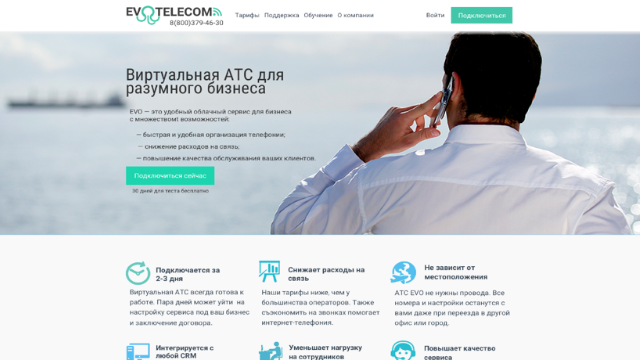 EVOTELECOM
8(800)379-46-30
Тарифы Поддержка Обучение О компании
Войти
Подключиться
Виртуальная АТС для
разумного бизнеса
EVO — это удобный облачный сервис для бизнеса
с множеством возможностей:
— быстрая и удобная организация телефонии;
— снижение расходов на связь;
— повышение качества обслуживания ваших клиентов.
Подключиться сейчас
30 дней для теста бесплатно
Подключается за
2-3 дня
Виртуальная АТС всегда готова к
работе. Пара дней может уйти на
настройку сервиса под ваш бизнес
и заключение договора.
Снижает расходы на
связь
Наши тарифы ниже, чем у
большинства операторов. Также
сэкономить на звонках помогает
интернет-телефония.
Не зависит от
местоположения
АТС EVO не нужны провода. Все
номера и настройки останутся с
вами даже при переезда в другой
офис или город.
Интегрируется с
любой CRM
Уменьшает нагрузку
на сотрудников
Повышает качество
сервиса